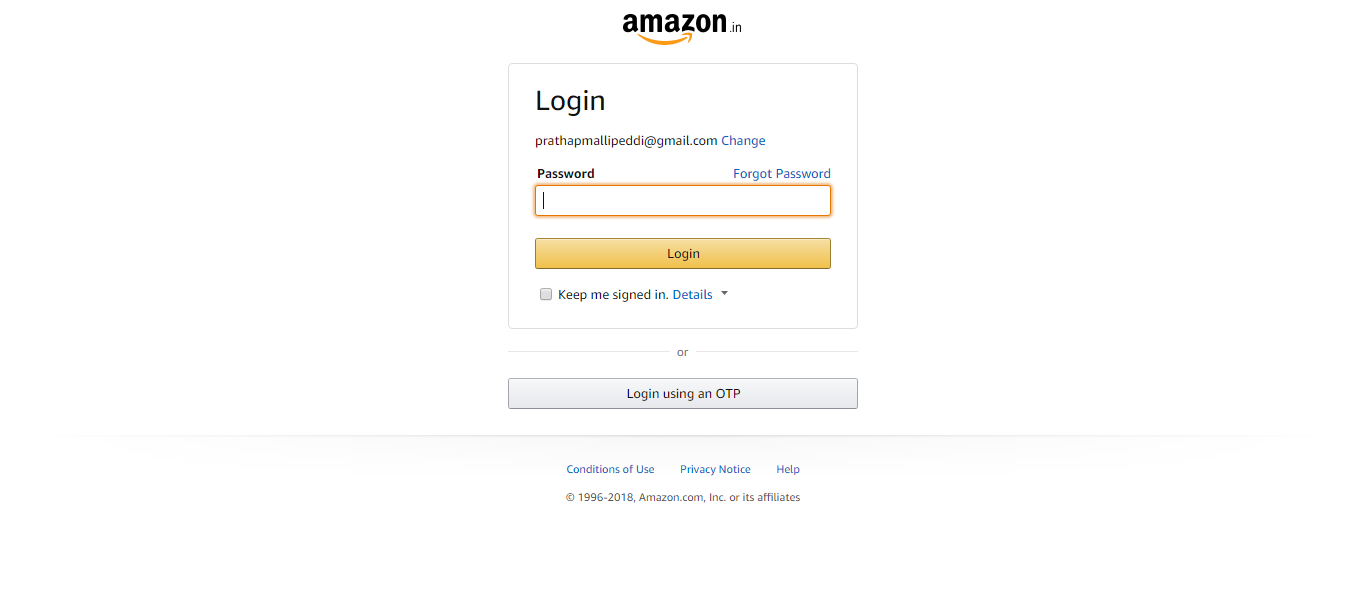 amazon.in
Login
prathapmallipeddi@gmail.com Change
Password Forgot Password
Login
Keep me signed in. Details
or
Login using an OTP
Conditions of Use Privacy Notice Help
© 1996-2018, Amazon.com, Inc. or its affiliates